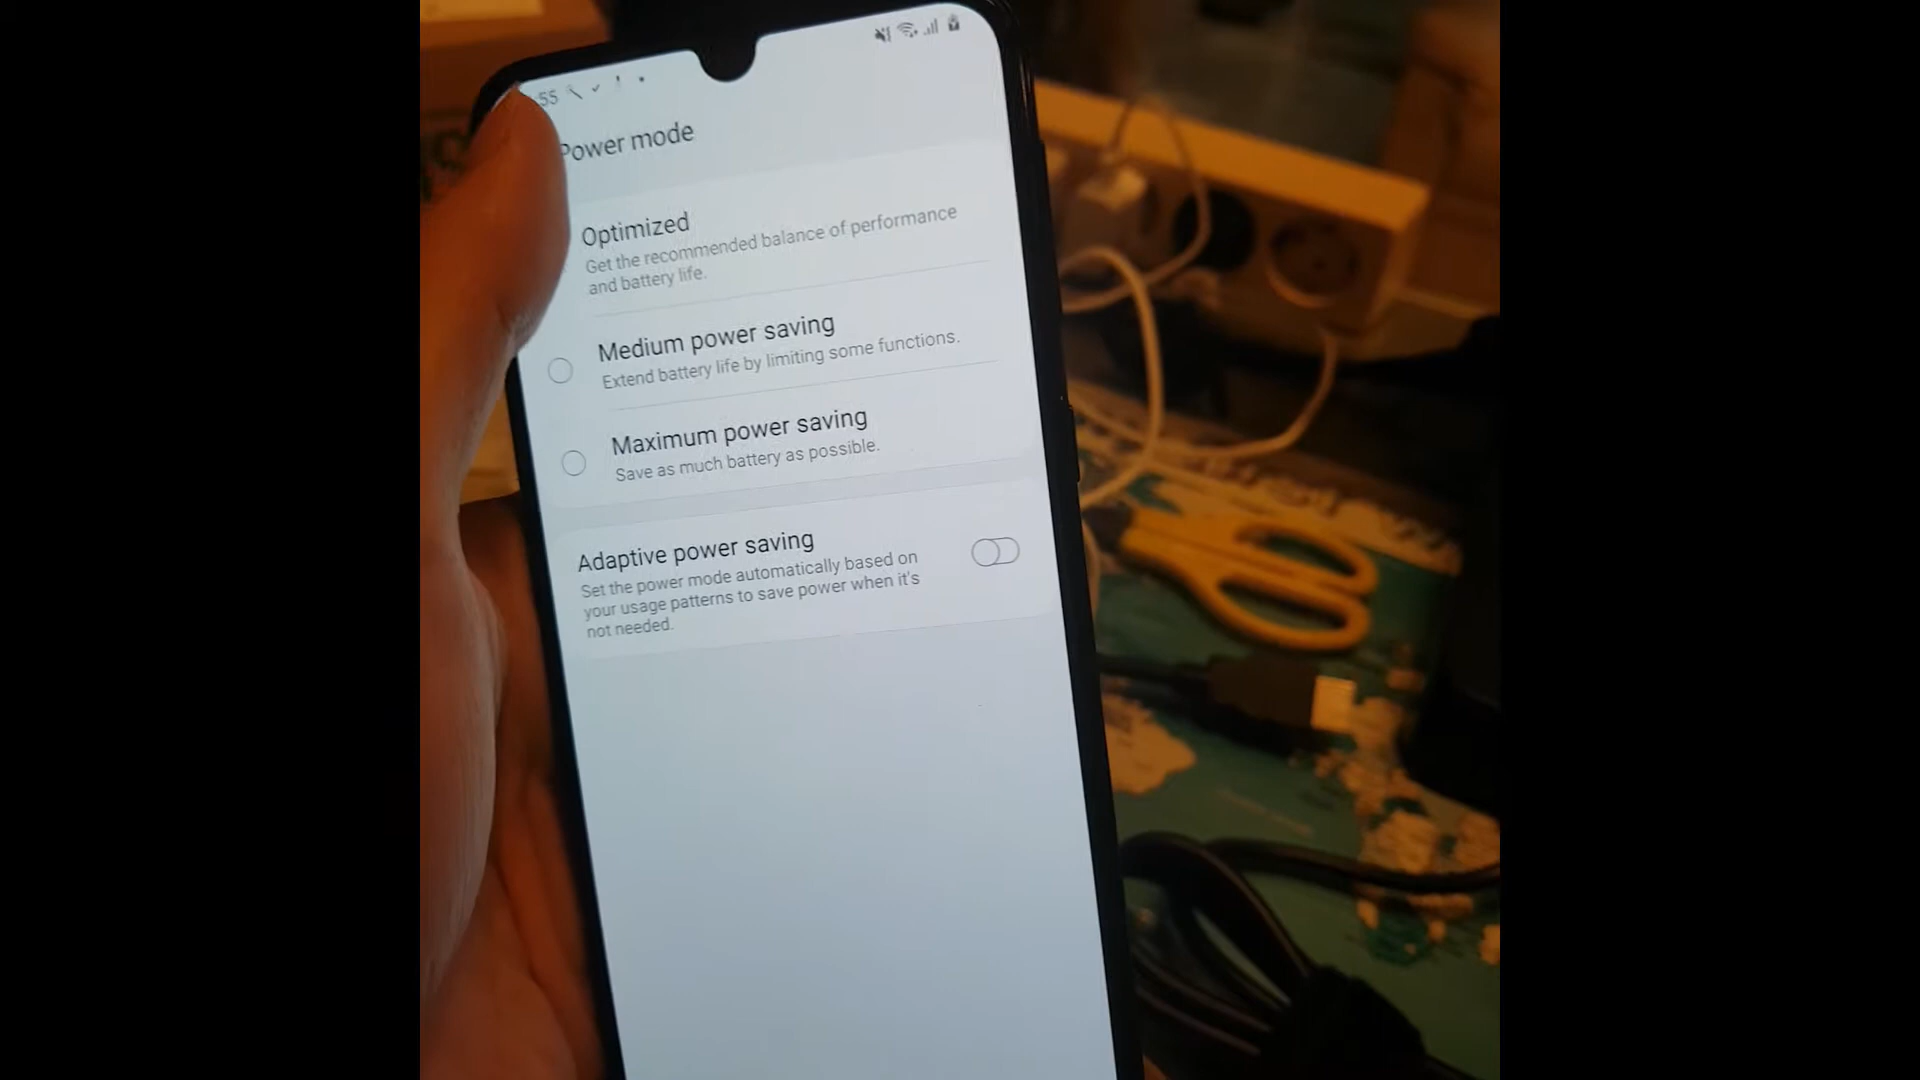 :55
Power mode
Optimized
Get the recommended balance of performance
and battery life.
Medium power saving
Extend battery life by limiting some functions.
Maximum power saving
Save as much battery as possible.
Adaptive power saving
Set the power mode automatically based on
your usage patterns to save power when it's
not needed.